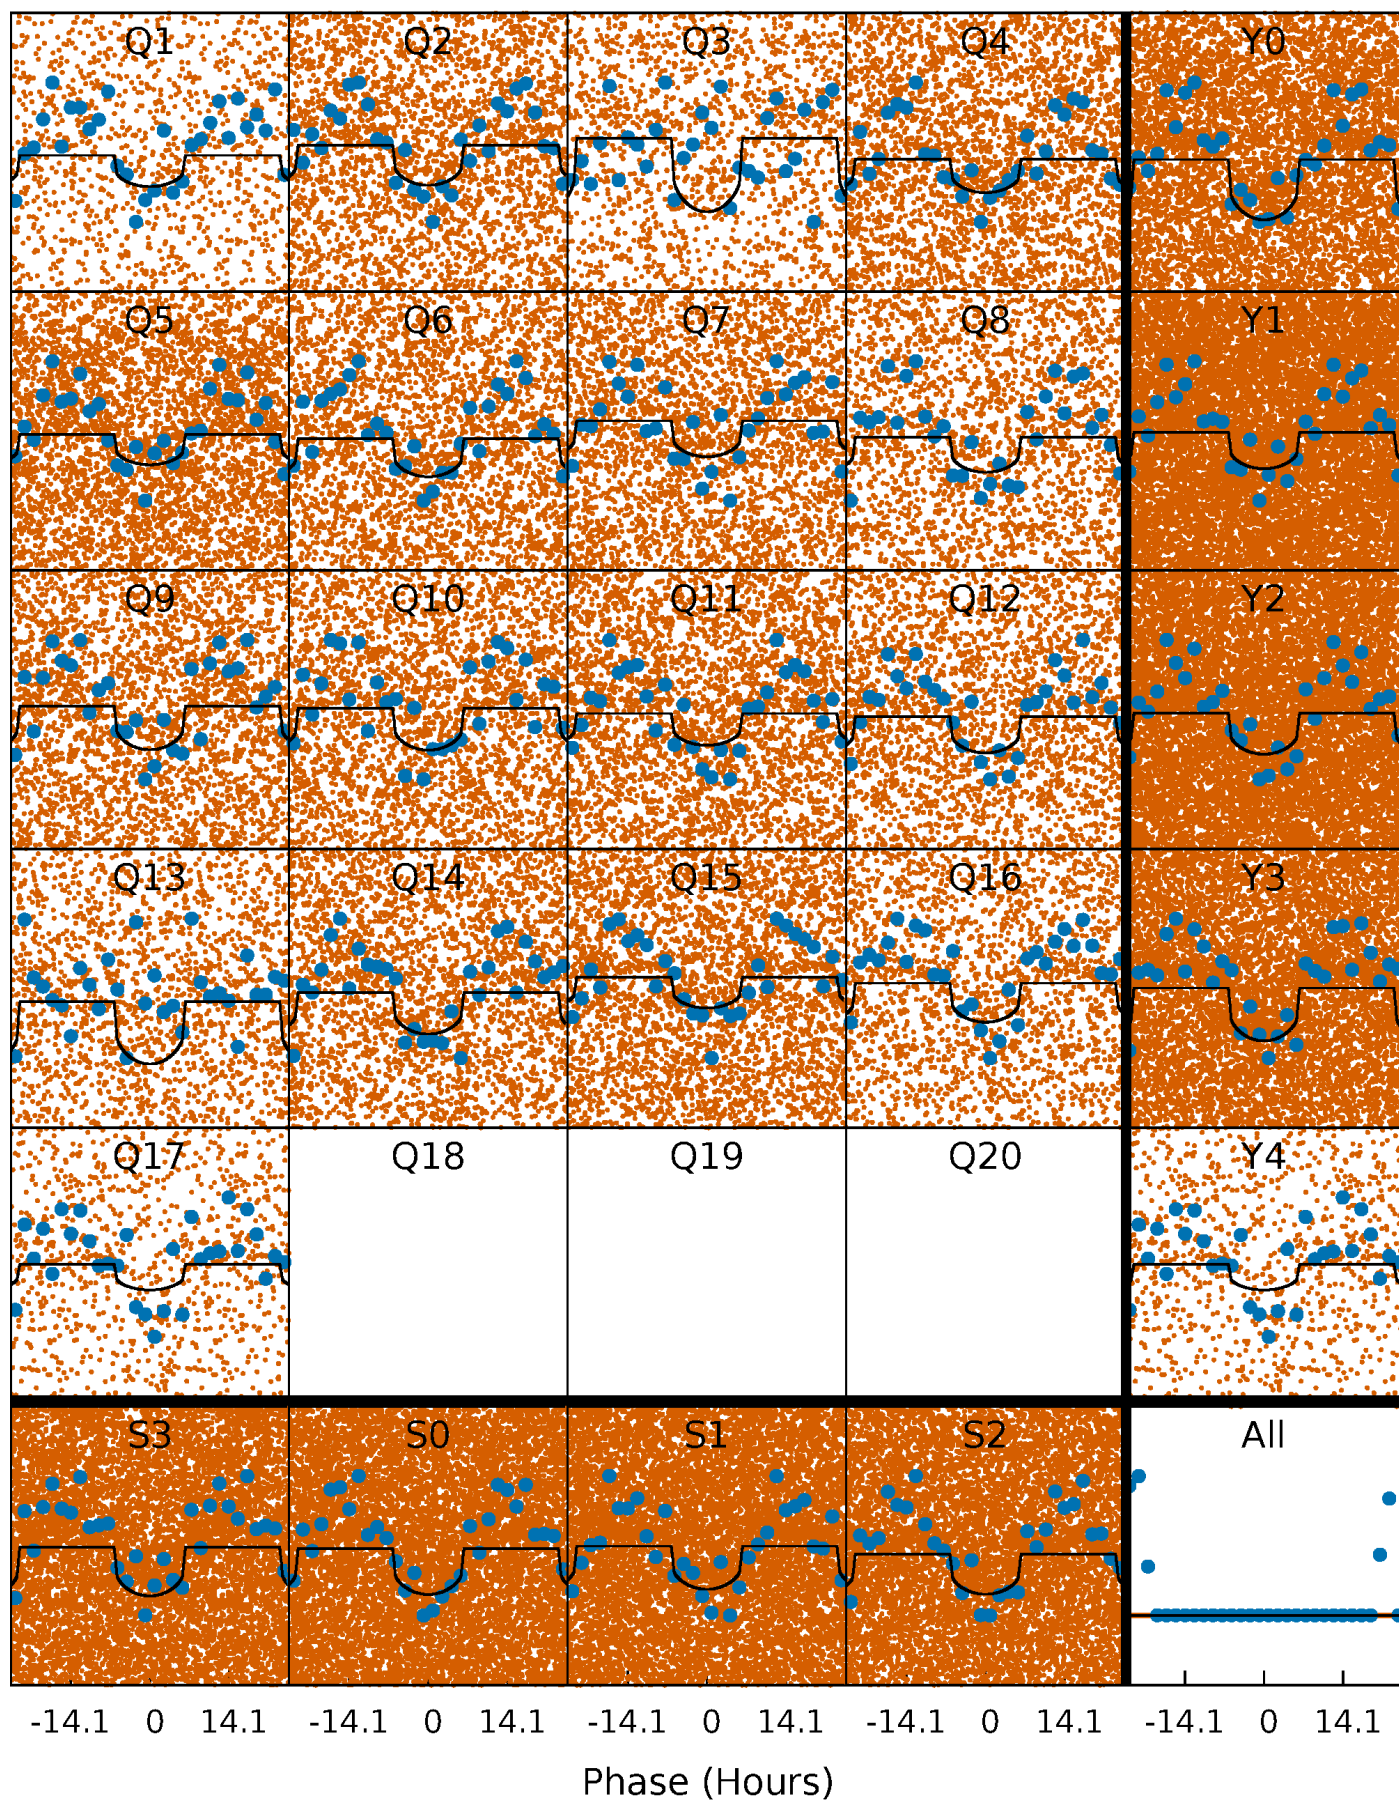 Q1 Q2 Q3 Q4 Y0
Q5 Q6 Q7 Q8 Y1
Q9 Q10 Q11 Q12 Y2
Q13 Q14 Q15 Q16 Y3
Q17 Q18 Q19 Q20 Y4
S3 S0 S1 S2 All
-14.1 0 14.1 -14.1 0 14.1 -14.1 0 14.1 -14.1 0 14.1 -14.1 0 14.1
Phase (Hours)